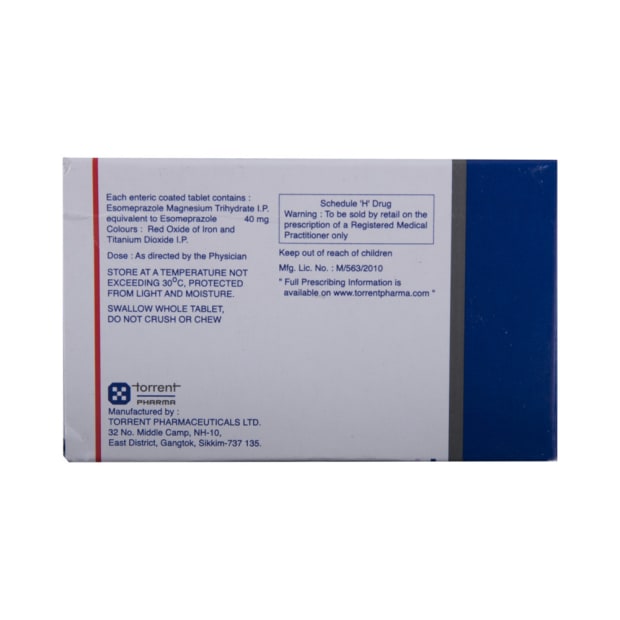 Each enteric coated tablet contains :
Esomeprazole Magnesium Trihydrate I.P.
equivalent to Esomeprazole 40 mg
Colours : Red Oxide of Iron and
Titanium Dioxide I.P.
Dose : As directed by the Physician
STORE AT A TEMPERATURE NOT
EXCEEDING 30°C, PROTECTED
FROM LIGHT AND MOISTURE.
SWALLOW WHOLE TABLET,
DO NOT CRUSH OR CHEW
Schedule 'H' Drug
Warning : To be sold by retail on the
prescription of a Registered Medical
Practitioner only
Keep out of reach of children
Mfg. Lic. No. : M/563/2010
" Full Prescribing Information is
available on www.torrentpharma.com "
torrent
PHARMA
Manufactured by :
TORRENT PHARMACEUTICALS LTD.
32 No. Middle Camp, NH-10,
East District, Gangtok, Sikkim-737 135.